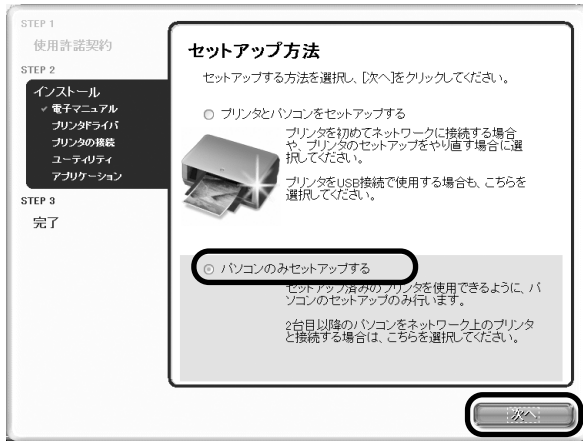 STEP 1
使用許諾契約
STEP 2
インストール
電子マニュアル
プリンタドライバ
プリンタの接続
ユーティリティ
アプリケーション
STEP 3
完了
セットアップ方法
セットアップする方法を選択し、[次へ]をクリックしてください。
プリンタとパソコンをセットアップする
プリンタを初めてネットワークに接続する場合
や、プリンタのセットアップをやり直す場合に選
択してください。
プリンタをUSB接続で使用する場合も、こちらを
選択してください。
パソコンのみセットアップする
セットアップ済みのプリンタを使用できるように、パ
ソコンのセットアップのみ行います。
2台目以降のパソコンをネットワーク上のプリンタ
と接続する場合は、こちらを選択してください。
次へ